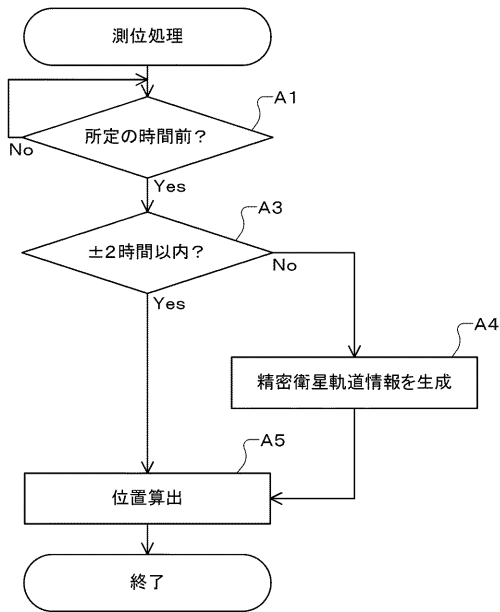 測位処理
A1
所定の時間前？
No
Yes
A3
±2時間以内？
No
Yes
A4
精密衛星軌道情報を生成
A5
位置算出
終了